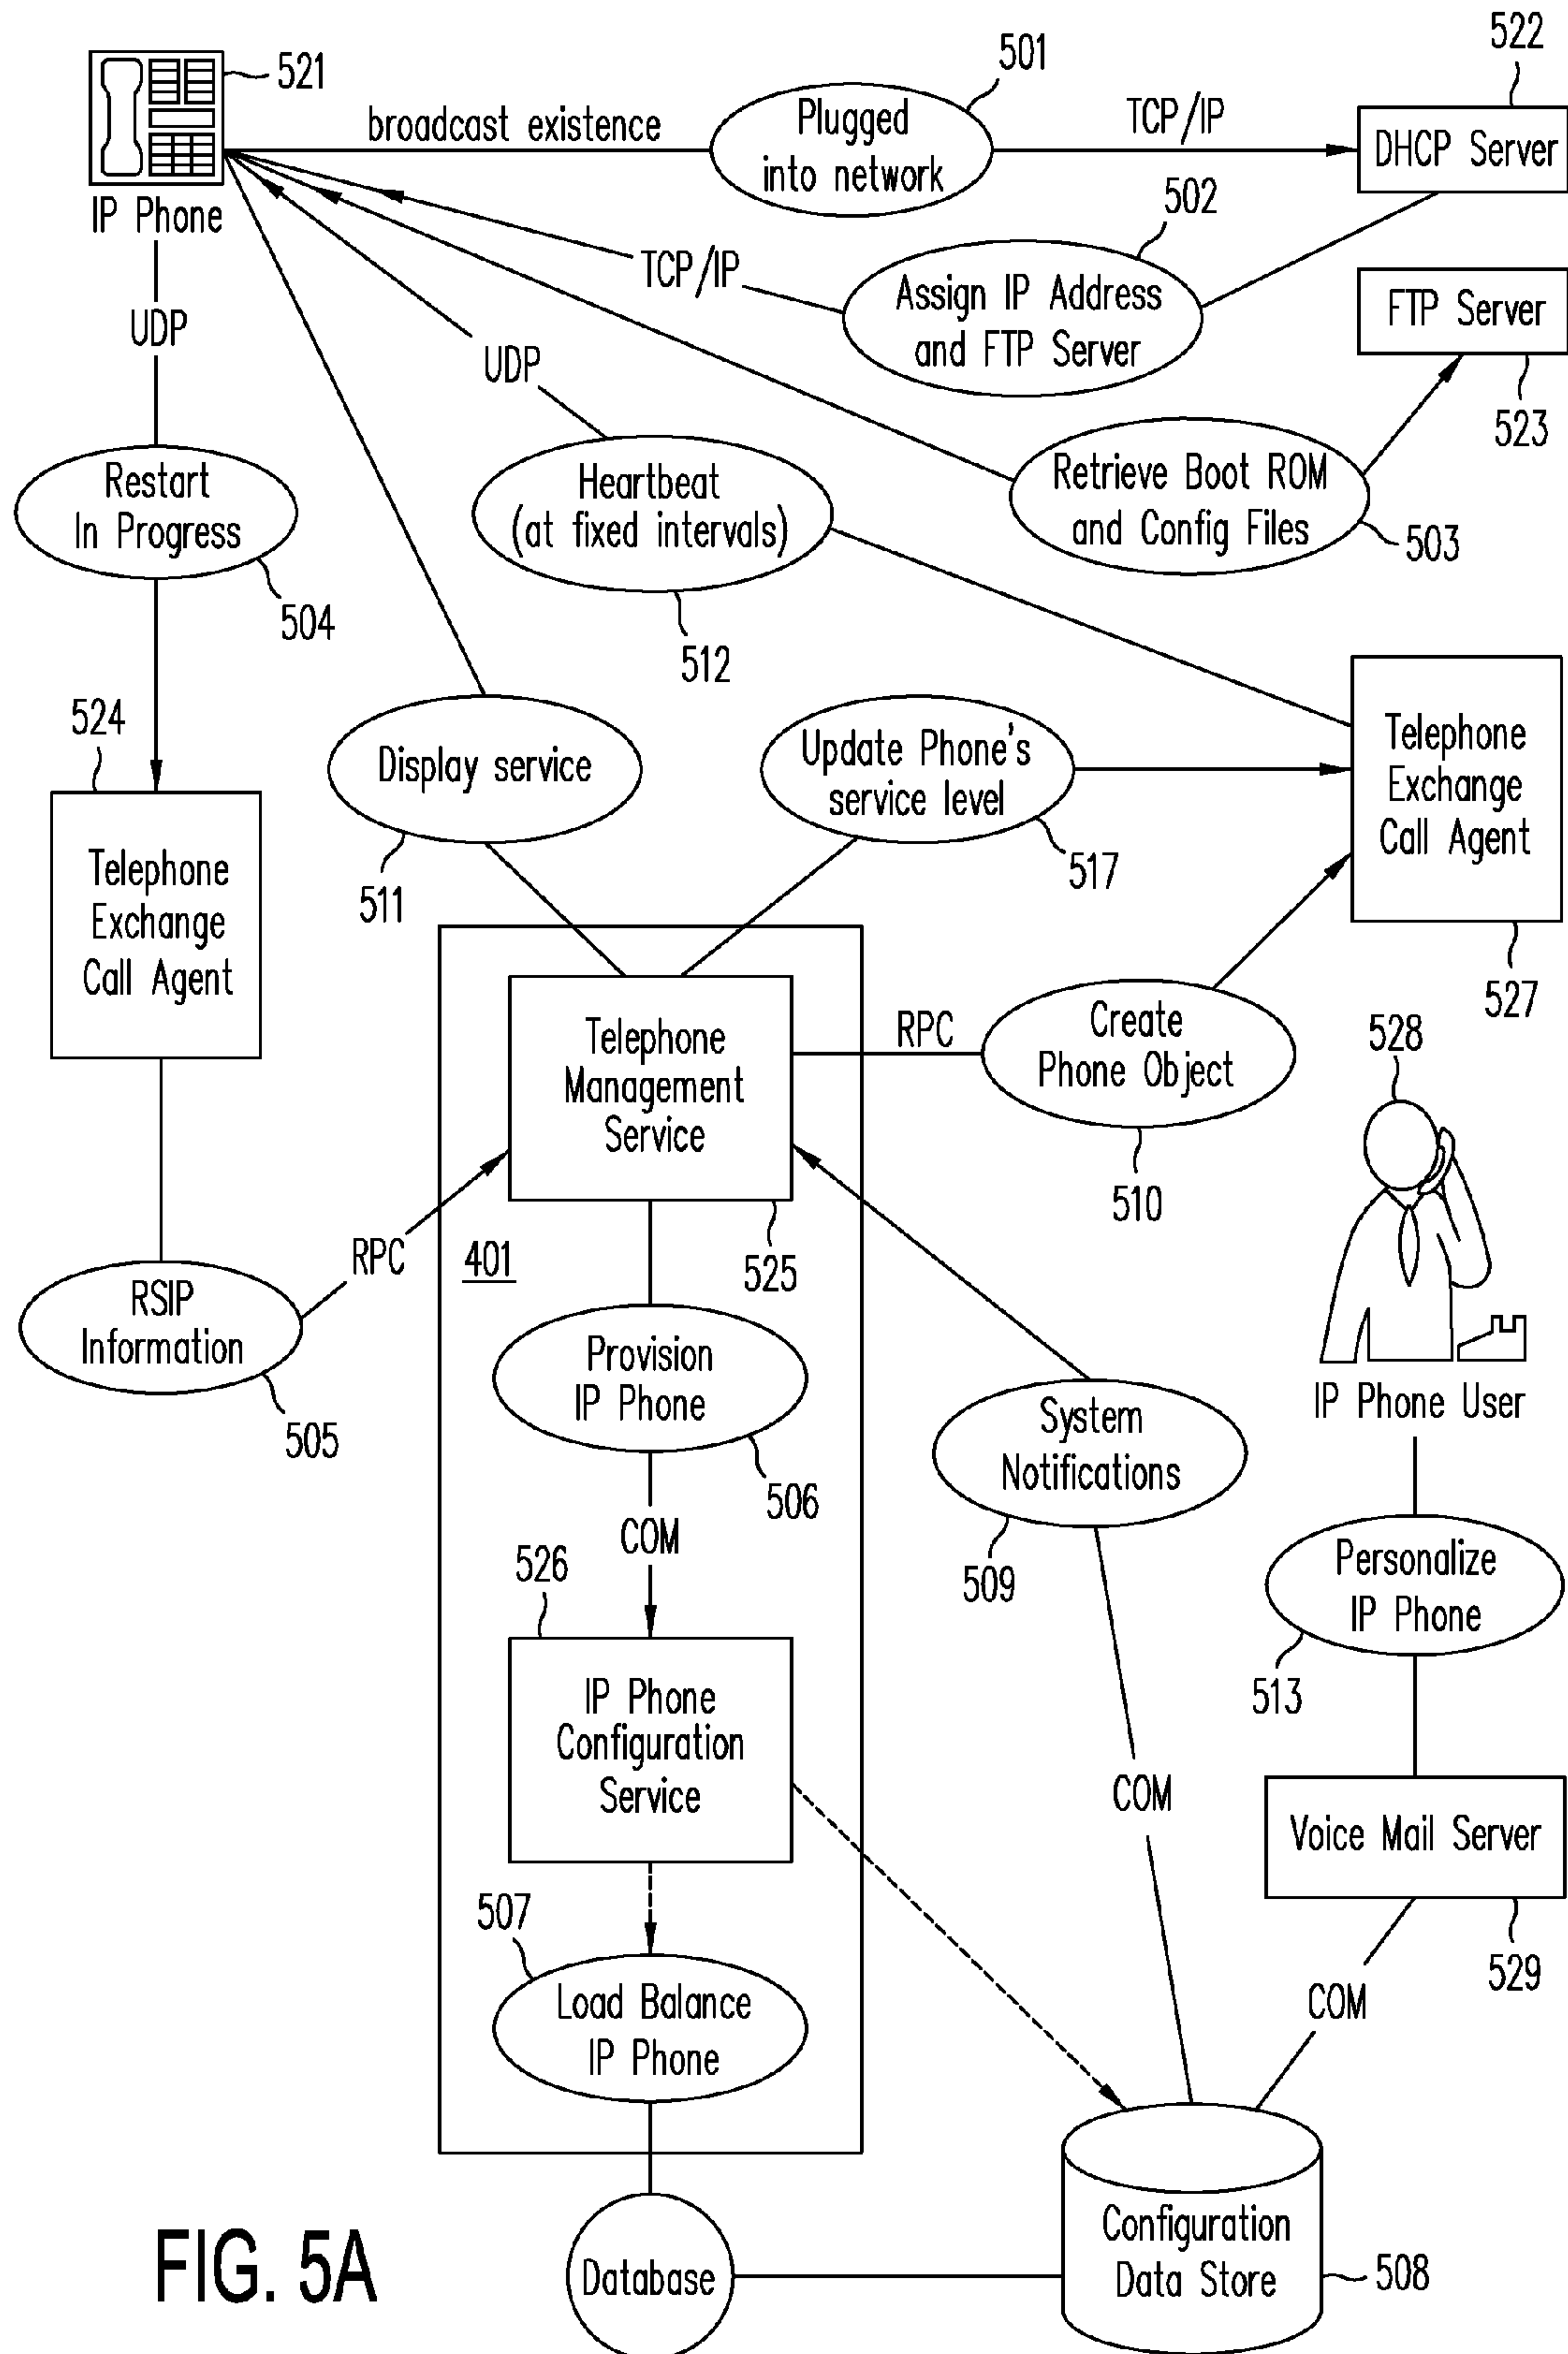 522
501
521
broadcast existence
Plugged
into network
TCP/IP
DHCP Server
502
IP Phone
TCP/IP
Assign IP Address
and FTP Server
FTP Server
UDP
UDP
523
Restart
In Progress
Heartbeat
(at fixed intervals)
Retrieve Boot ROM
and Config Files
503
504
512
524
Display service
Update Phone's
service level
Telephone
Exchange
Call Agent
511
517
Telephone
Exchange
Call Agent
527
Telephone
Management
Service
RPC
Create
Phone Object
528
510
RPC
401
525
RSIP
Information
505
Provision
IP Phone
506
System
Notifications
509
IP Phone User
COM
526
Personalize
IP Phone
513
IP Phone
Configuration
Service
COM
Voice Mail Server
529
507
Load Balance
IP Phone
COM
Configuration
Data Store
508
Database
FIG. 5A